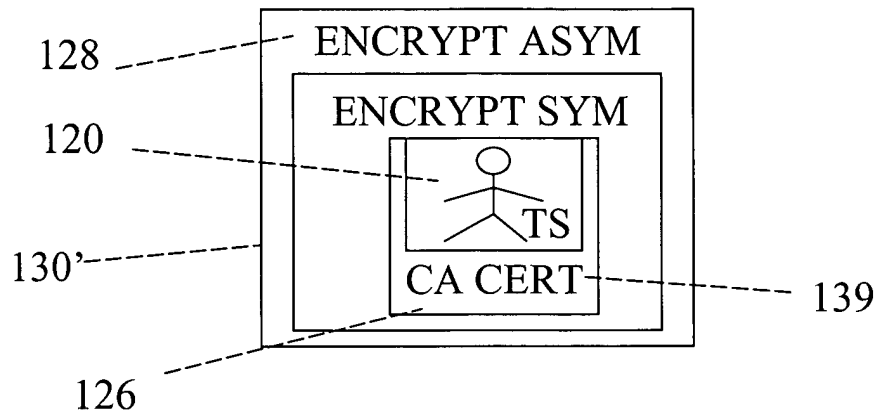 128
ENCRYPT ASYM
ENCRYPT SYM
120
TS
130'
CA CERT
139
126